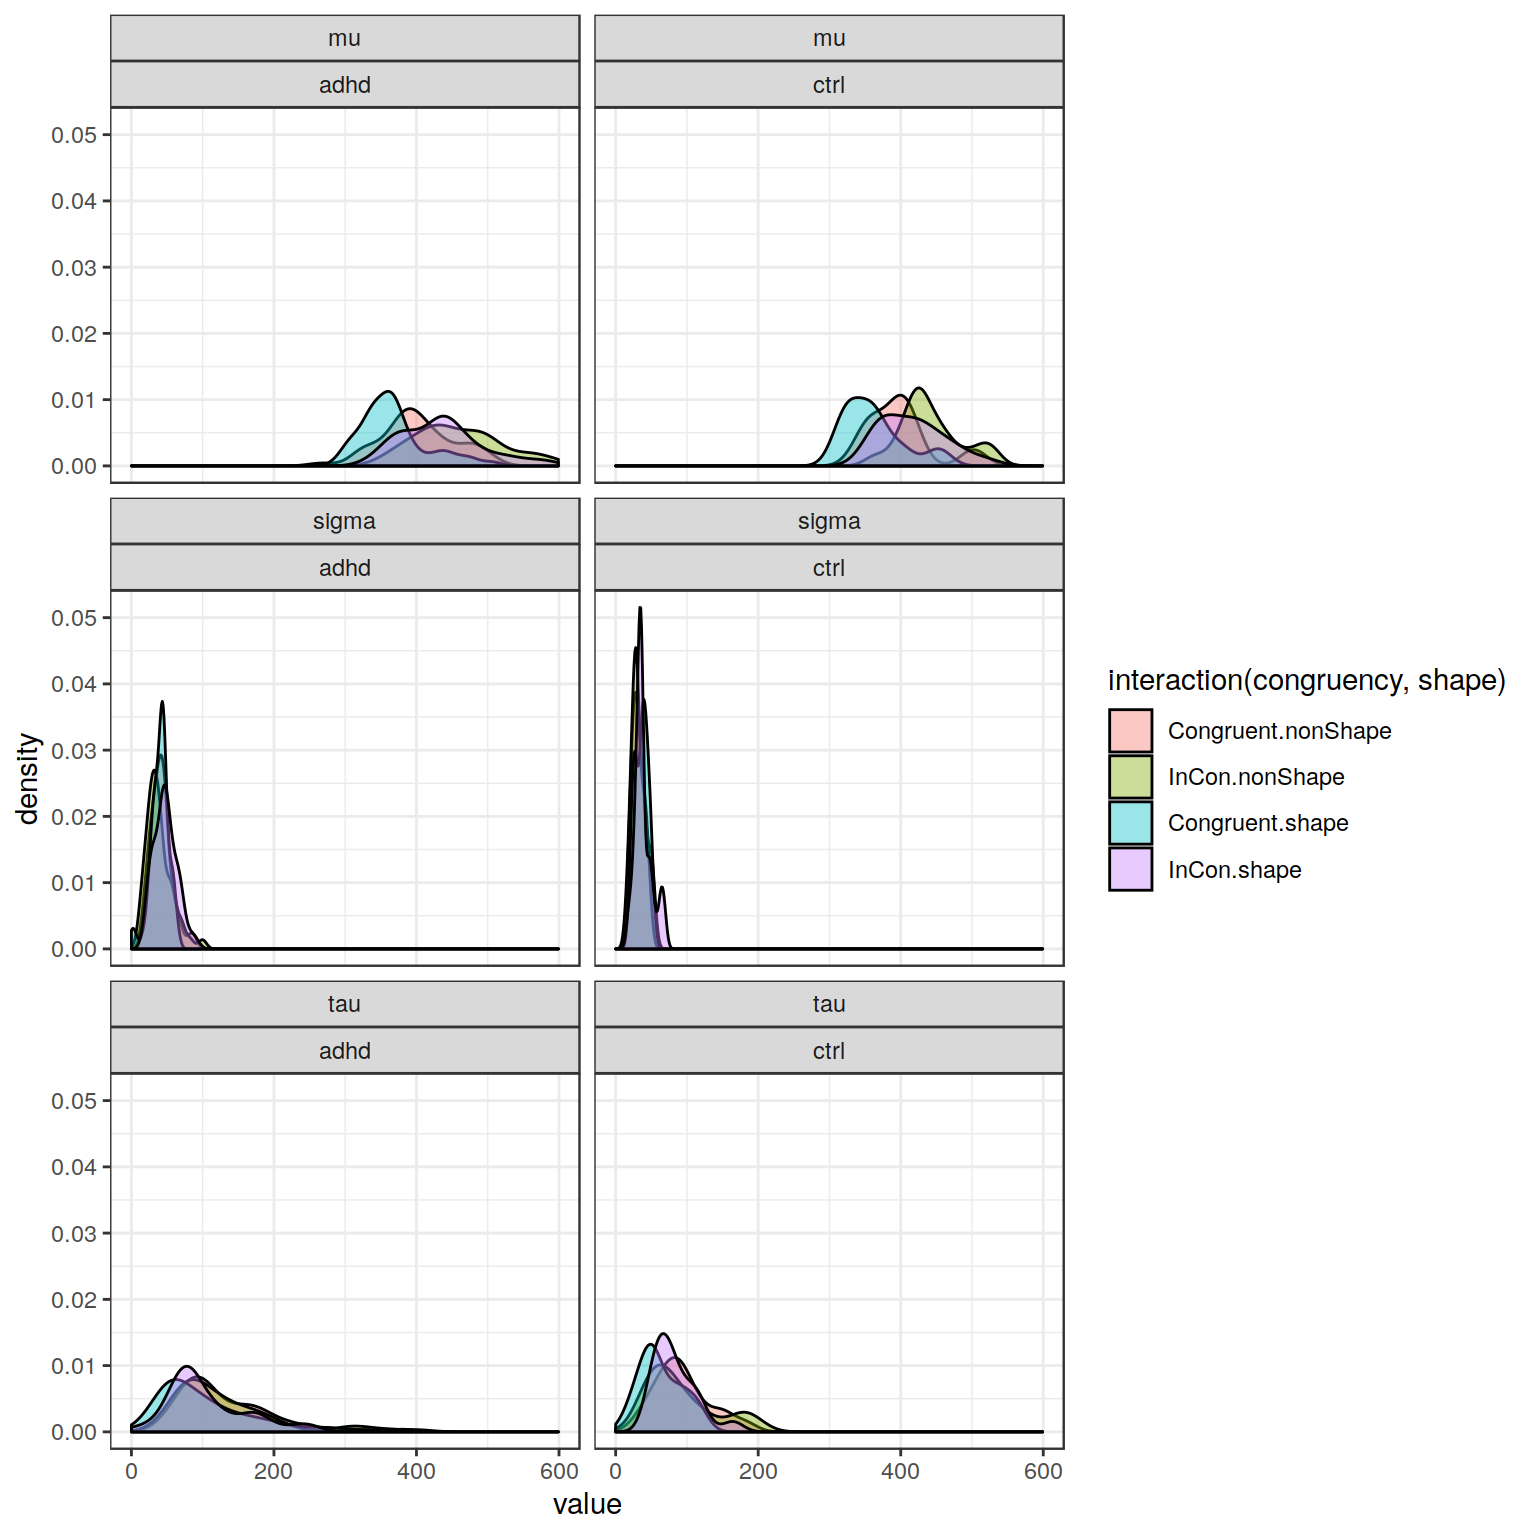 mu
mu
adhd
ctrl
0.05
0.04
0.03
0.02
0.01
0.00
sigma
sigma
adhd
ctrl
0.05
0.04
0.03
0.02
0.01
0.00
density
tau
tau
adhd
ctrl
0.05
0.04
0.03
0.02
0.01
0.00
0 200 400 600
0 200 400 600
value
interaction(congruency, shape)
Congruent.nonShape
InCon.nonShape
Congruent.shape
InCon.shape